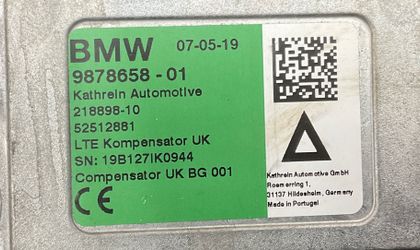 BMW 07-05-19
9878658 - 01
Kathrein Automotive
218898-10
52512881
LTE Kompensator UK
SN: 19B127IK0944
Compensator UK BG 001
CE
Kathrein Automotive GmbH
Roemerring 1,
31137 Hildesheim, Germany
Made in Portugal